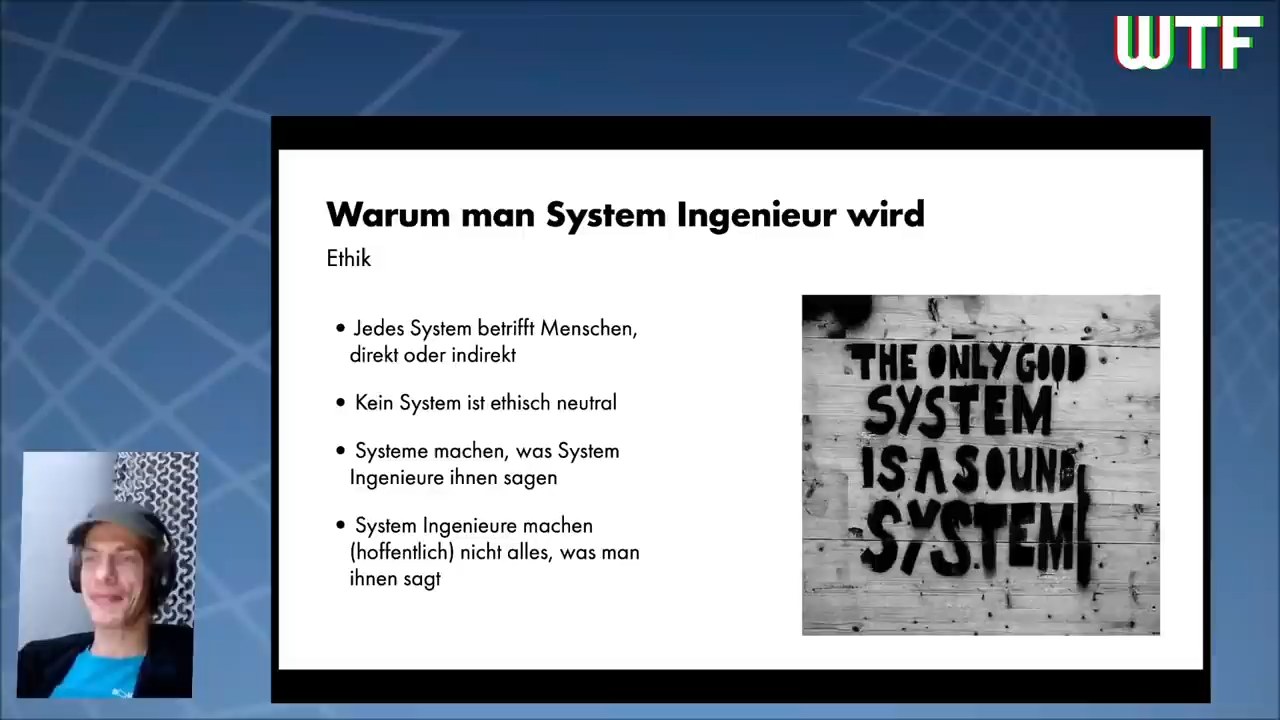 WTF
Warum man System Ingenieur wird
Ethik
• Jedes System betrifft Menschen,
direkt oder indirekt
• Kein System ist ethisch neutral
• Systeme machen, was System
Ingenieure ihnen sagen
• System Ingenieure machen
(hoffentlich) nicht alles, was man
ihnen sagt
THE ONLY GOOD
SYSTEM
IS A SOUND
SYSTEM